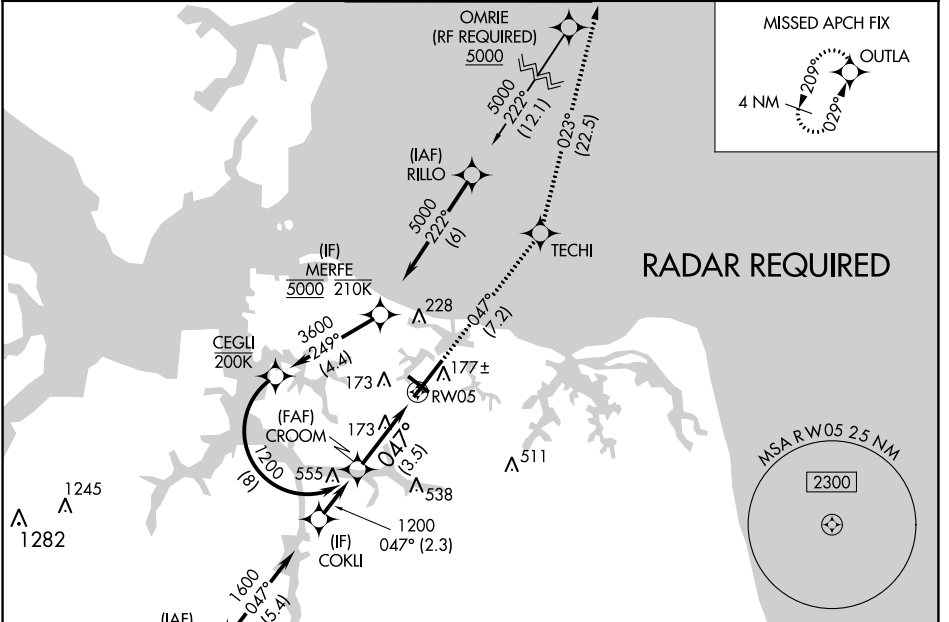 OMRIE
(RF REQUIRED)
5000
MISSED APCH FIX
OUTLA
209°
029°
4 NM
5000
222°
(12.1)
023°
(22.5)
(IAF)
RILLO
5000
222°
(6)
TECHI
RADAR REQUIRED
(IF)
MERFE
5000 210K
228
047°
(7.2)
3600
249°
(4.4)
CEGLI
200K
177±
173
RW05
(FAF)
CROOM
173
047°
(3.5)
1200
(8)
555
538
511
MSA RW05 25 NM
2300
1245
1282
1200
047° (2.3)
(IF)
COKLI
1600
047°
(5.4)
(IAF)